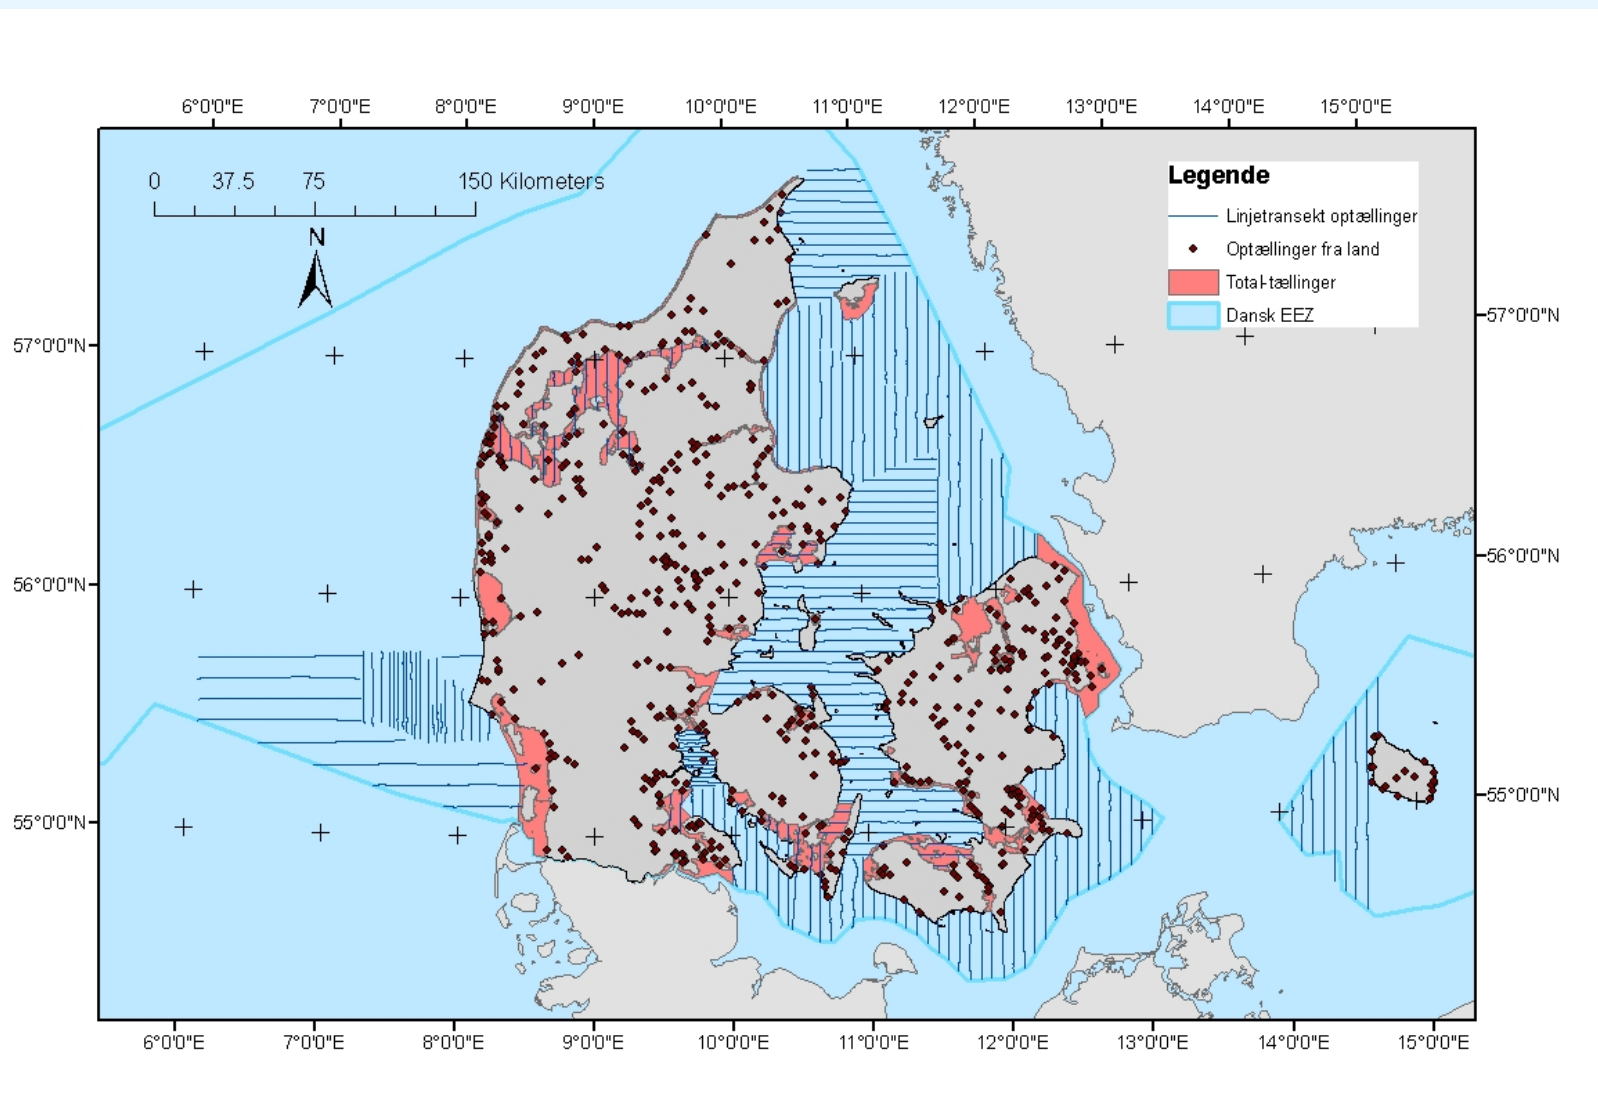 6°0'0"E 7°0'0"E 8°0'0"E 9°0'0"E 10°0'0"E 11°0'0"E 12°0'0"E 13°0'0"E 14°0'0"E 15°0'0"E
0 37.5 75 150 Kilometers
N
Legende
Linjetransekt optællinger
Optællinger fra land
Total-tællinger
Dansk EEZ
57°0'0"N 57°0'0"N
56°0'0"N 56°0'0"N
55°0'0"N 55°0'0"N
6°0'0"E 7°0'0"E 8°0'0"E 9°0'0"E 10°0'0"E 11°0'0"E 12°0'0"E 13°0'0"E 14°0'0"E 15°0'0"E